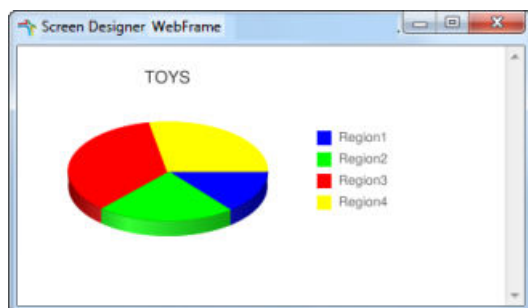 Screen Designer WebFrame
TOYS
Region1
Region2
Region3
Region4